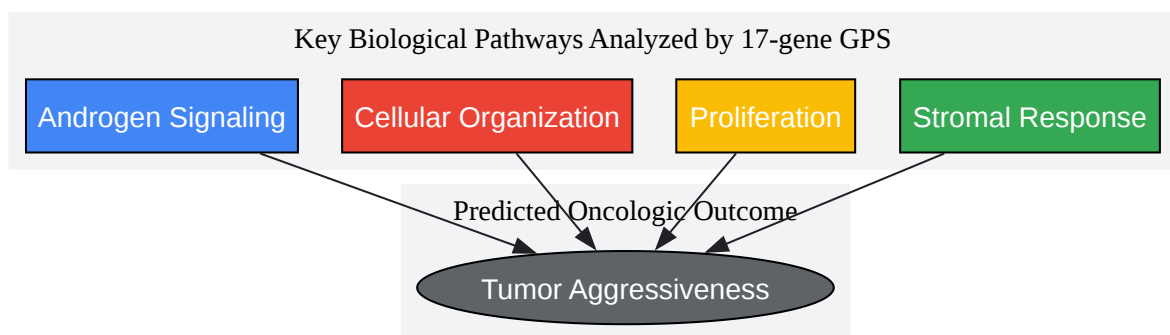 Key Biological Pathways Analyzed by 17-gene GPS
Androgen Signaling
Cellular Organization
Proliferation
Stromal Response
Predicted Oncologic Outcome
Tumor Aggressiveness